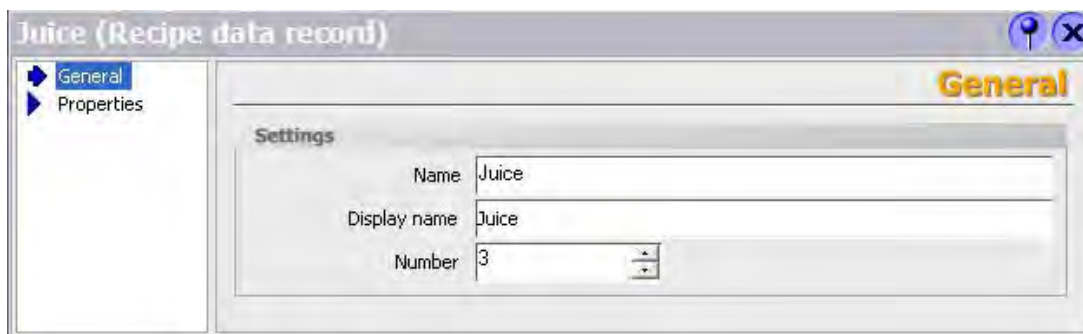 Juice (Recipe data record)
General
Properties
General
Settings
Name Juice
Display name Juice
Number 3